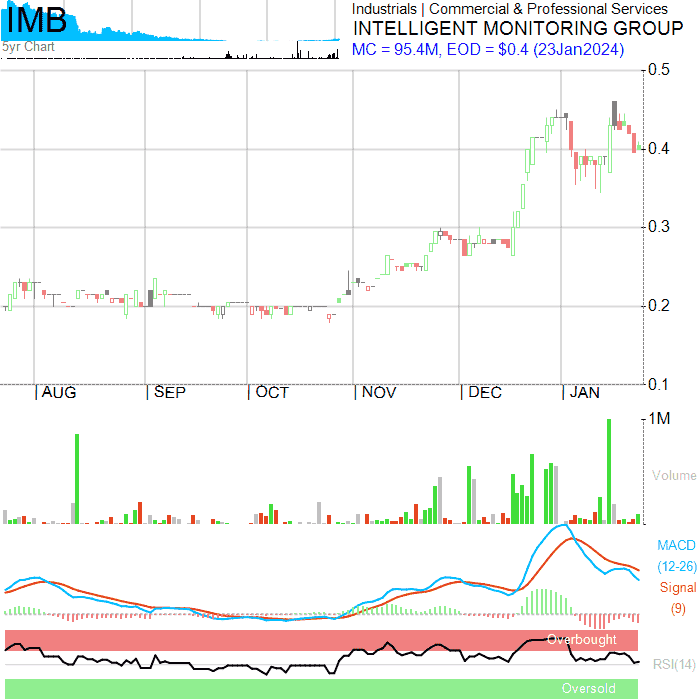 IMB
5yr Chart
Industrials | Commercial & Professional Services
INTELLIGENT MONITORING GROUP
MC = 95.4M, EOD = $0.4 (23Jan2024)
0.5
0.4
0.3
0.2
0.1
AUG SEP OCT NOV DEC JAN
1M
Volume
MACD
(12-26)
Signal
(9)
Overbought
RSI(14)
Oversold